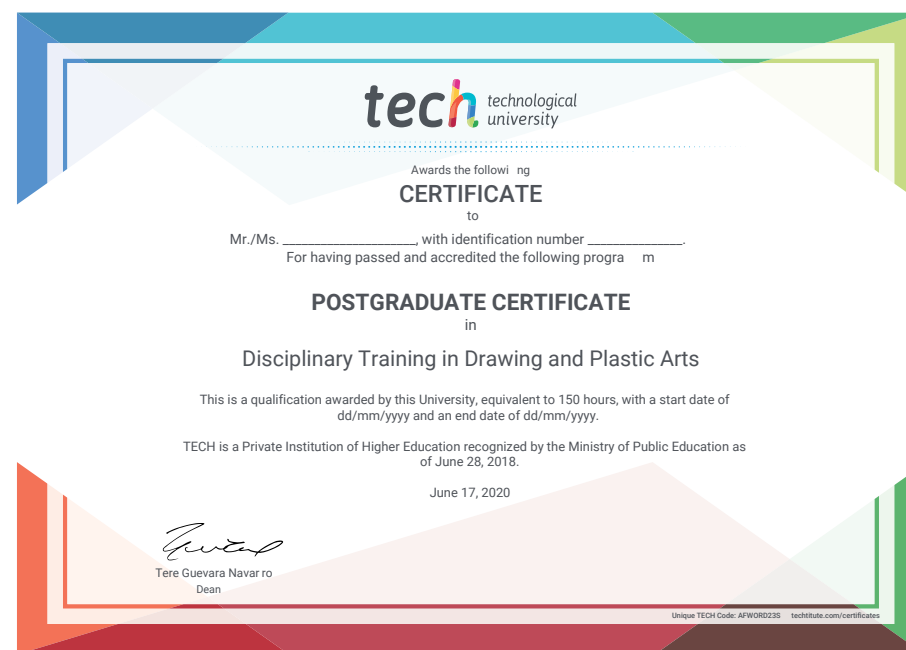 tech technological
university
Awards the followi ng
CERTIFICATE
to
Mr./Ms. _________________, with identification number ____________.
For having passed and accredited the following progra m
POSTGRADUATE CERTIFICATE
in
Disciplinary Training in Drawing and Plastic Arts
This is a qualification awarded by this University, equivalent to 150 hours, with a start date of
dd/mm/yyyy and an end date of dd/mm/yyyy.
TECH is a Private Institution of Higher Education recognized by the Ministry of Public Education as
of June 28, 2018.
June 17, 2020
Tere Guevara Navar ro
Dean
Unique TECH Code: AFWORD23S techtitute.com/certificates